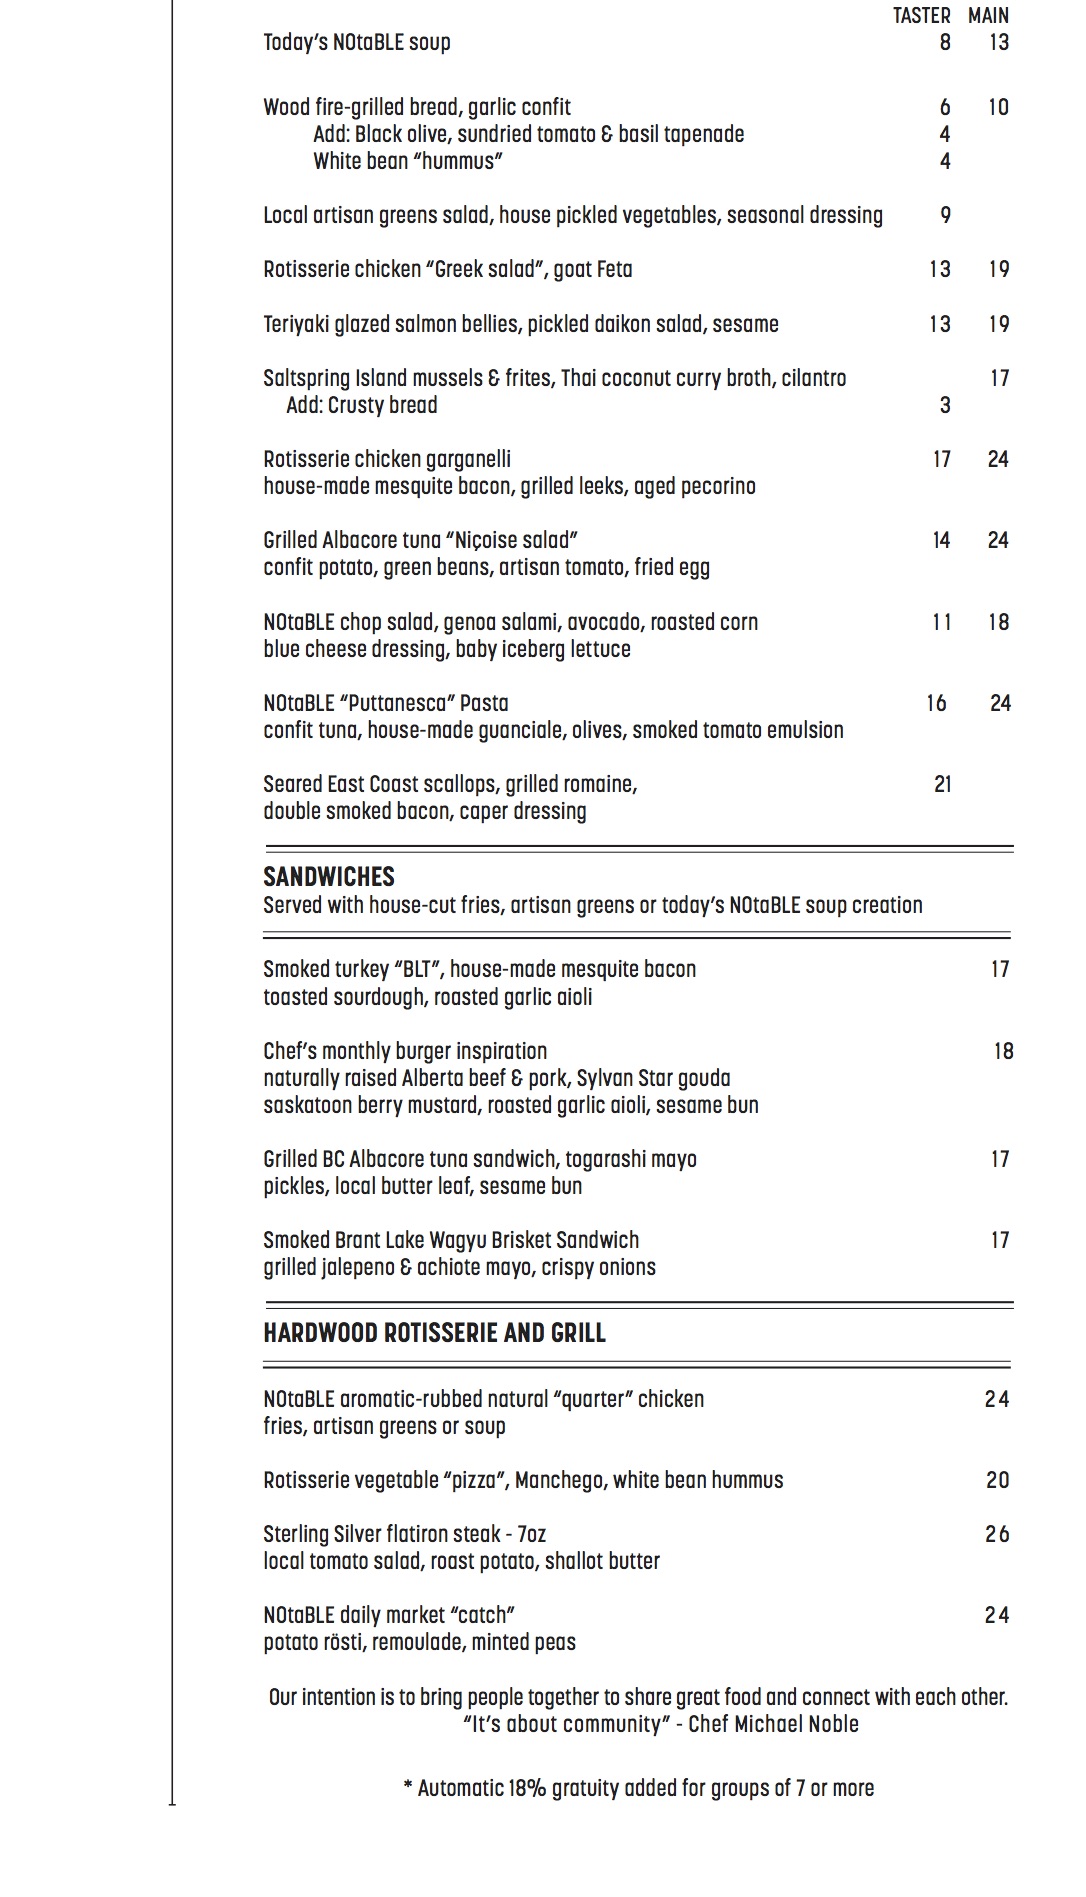 TASTER MAIN
Today's NOtaBLE soup 8 13
Wood fire-grilled bread, garlic confit 6 10
Add: Black olive, sundried tomato & basil tapenade 4
White bean “hummus” 4
Local artisan greens salad, house pickled vegetables, seasonal dressing 9
Rotisserie chicken “Greek salad”, goat Feta 13 19
Teriyaki glazed salmon bellies, pickled daikon salad, sesame 13 19
Saltspring Island mussels & frites, Thai coconut curry broth, cilantro 17
Add: Crusty bread 3
Rotisserie chicken garganelli 17 24
house-made mesquite bacon, grilled leeks, aged pecorino
Grilled Albacore tuna “Niçoise salad” 14 24
confit potato, green beans, artisan tomato, fried egg
NOtaBLE chop salad, genoa salami, avocado, roasted corn 11 18
blue cheese dressing, baby iceberg lettuce
NOtaBLE “Puttanesca” Pasta 16 24
confit tuna, house-made guanciale, olives, smoked tomato emulsion
Seared East Coast scallops, grilled romaine, 21
double smoked bacon, caper dressing
SANDWICHES
Served with house-cut fries, artisan greens or today's NOtaBLE soup creation
Smoked turkey “BLT”, house-made mesquite bacon 17
toasted sourdough, roasted garlic aioli
Chef's monthly burger inspiration 18
naturally raised Alberta beef & pork, Sylvan Star gouda
saskatoon berry mustard, roasted garlic aioli, sesame bun
Grilled BC Albacore tuna sandwich, togarashi mayo 17
pickles, local butter leaf, sesame bun
Smoked Brant Lake Wagyu Brisket Sandwich 17
grilled jalepeno & achiote mayo, crispy onions
HARDWOOD ROTISSERIE AND GRILL
NOtaBLE aromatic-rubbed natural “quarter” chicken 24
fries, artisan greens or soup
Rotisserie vegetable “pizza”, Manchego, white bean hummus 20
Sterling Silver flatiron steak - 7oz 26
local tomato salad, roast potato, shallot butter
NOtaBLE daily market “catch” 24
potato rösti, remoulade, minted peas
Our intention is to bring people together to share great food and connect with each other.
“It's about community” - Chef Michael Noble
* Automatic 18% gratuity added for groups of 7 or more